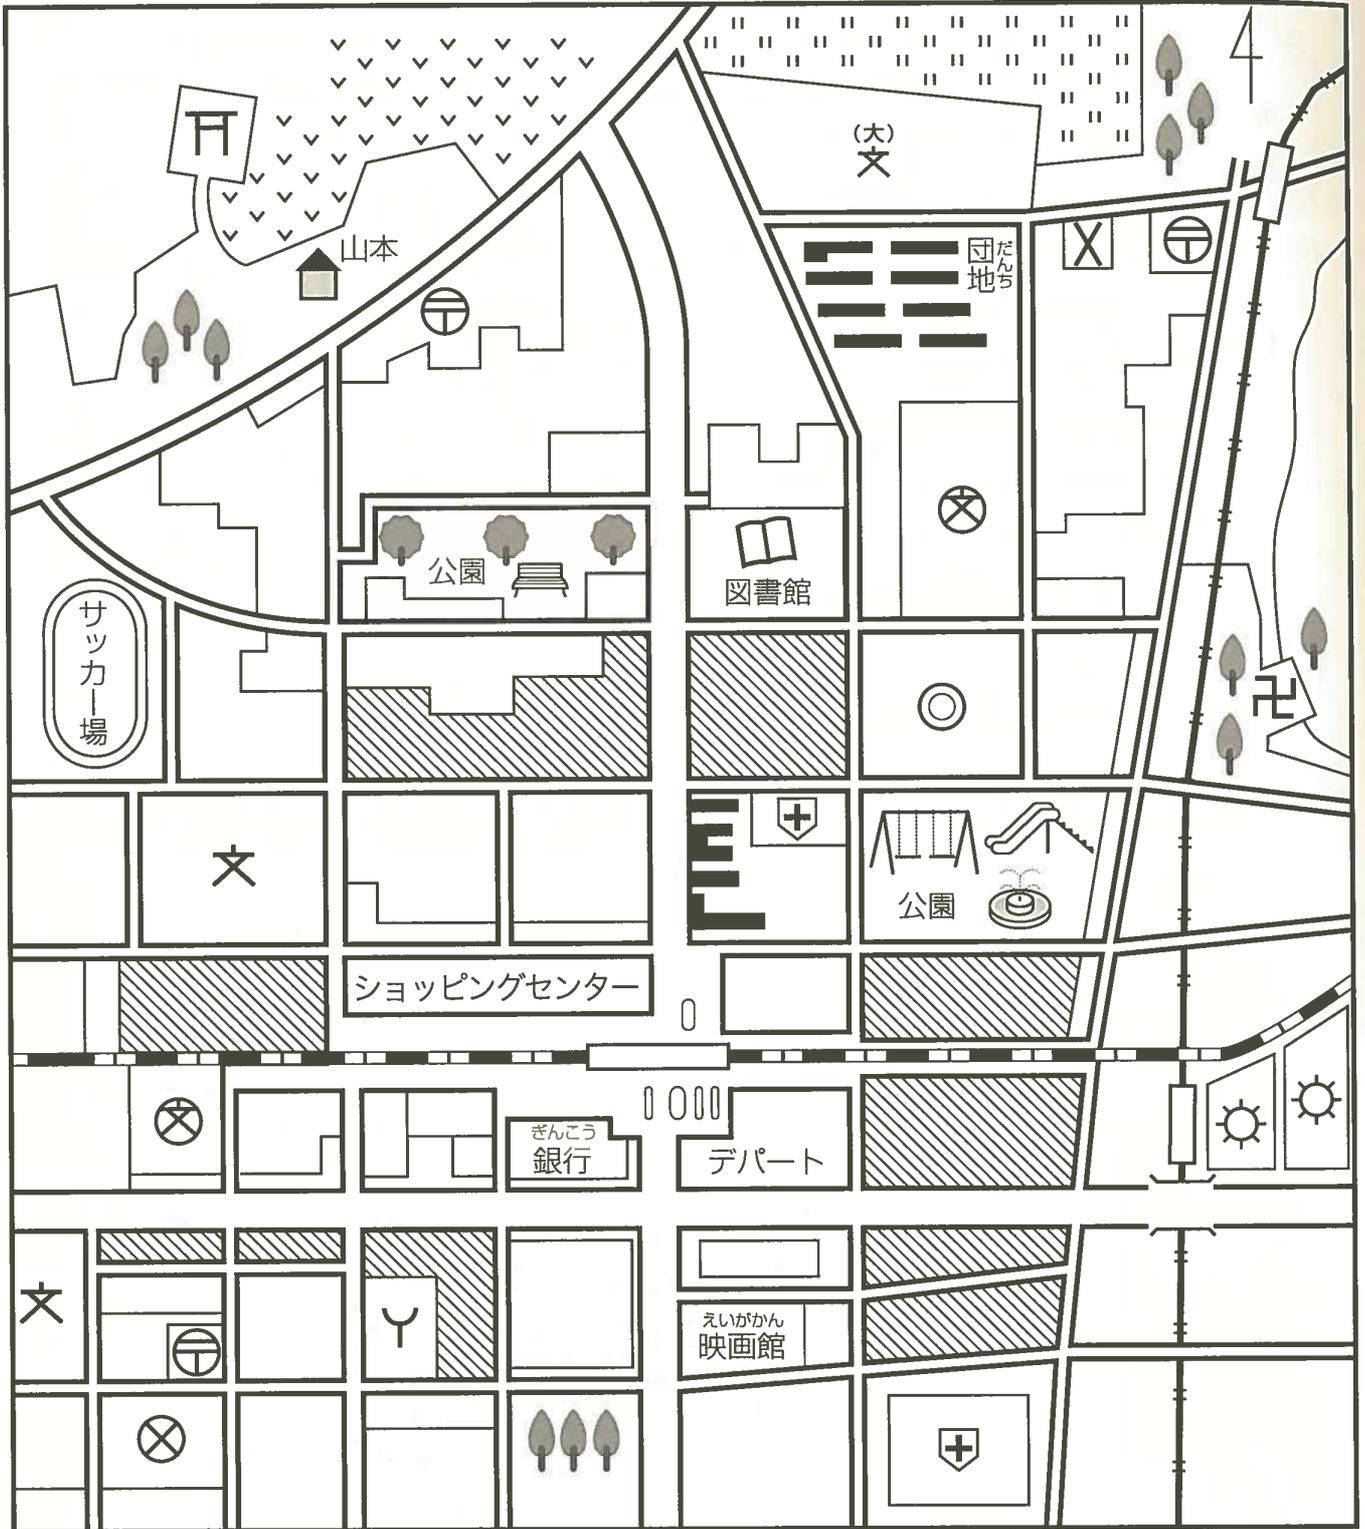 (大)
文
山本
団地
だんち
公園
図書館
サッカー場
公園
ショッピングセンター
ぎんこう
銀行
デパート
えいがかん
映画館